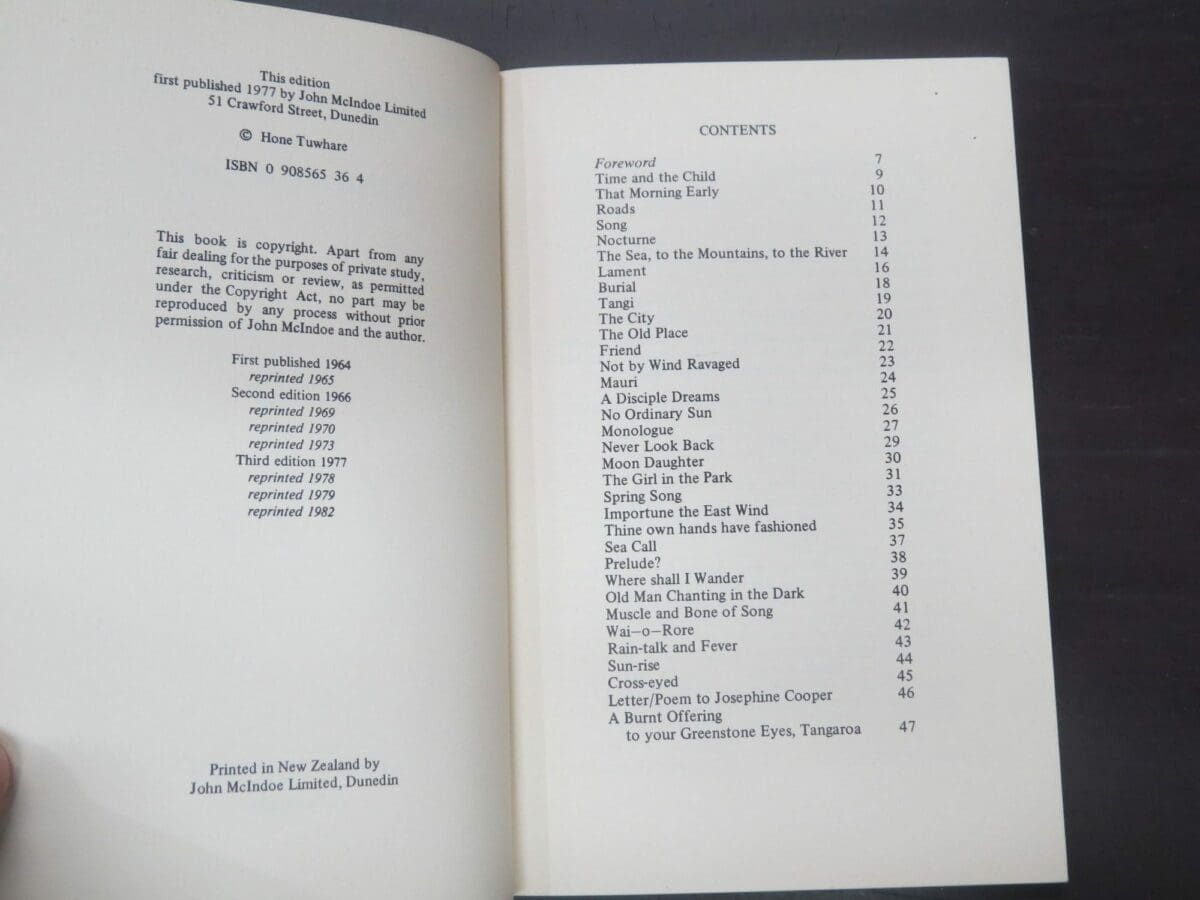 This edition
first published 1977 by John McIndoe Limited
51 Crawford Street, Dunedin
© Hone Tuwhare
ISBN 0 908565 36 4
This book is copyright. Apart from any
fair dealing for the purposes of private study,
research, criticism or review, as permitted
under the Copyright Act, no part may be
reproduced by any process without prior
permission of John McIndoe and the author.
First published 1964
reprinted 1965
Second edition 1966
reprinted 1969
reprinted 1970
reprinted 1973
Third edition 1977
reprinted 1978
reprinted 1979
reprinted 1982
Printed in New Zealand by
John McIndoe Limited, Dunedin
CONTENTS
Foreword 7
Time and the Child 9
That Morning Early 10
Roads 11
Song 12
Nocturne 13
The Sea, to the Mountains, to the River 14
Lament 16
Burial 18
Tangi 19
The City 20
The Old Place 21
Friend 22
Not by Wind Ravaged 23
Mauri 24
A Disciple Dreams 25
No Ordinary Sun 26
Monologue 27
Never Look Back 29
Moon Daughter 30
The Girl in the Park 31
Spring Song 33
Importune the East Wind 34
Thine own hands have fashioned 35
Sea Call 37
Prelude? 38
Where shall I Wander 39
Old Man Chanting in the Dark 40
Muscle and Bone of Song 41
Wai–o–Rore 42
Rain-talk and Fever 43
Sun-rise 44
Cross-eyed 45
Letter/Poem to Josephine Cooper 46
A Burnt Offering
to your Greenstone Eyes, Tangaroa 47